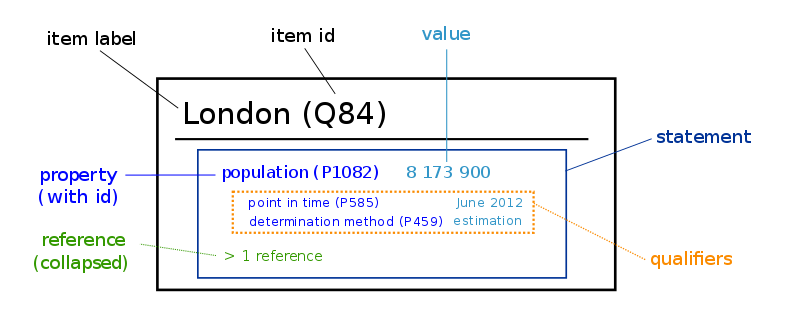 item label
item id
value
London (Q84)
statement
property
(with id)
population (P1082) 8 173 900
point in time (P585) June 2012
determination method (P459) estimation
reference
(collapsed)
> 1 reference
qualifiers